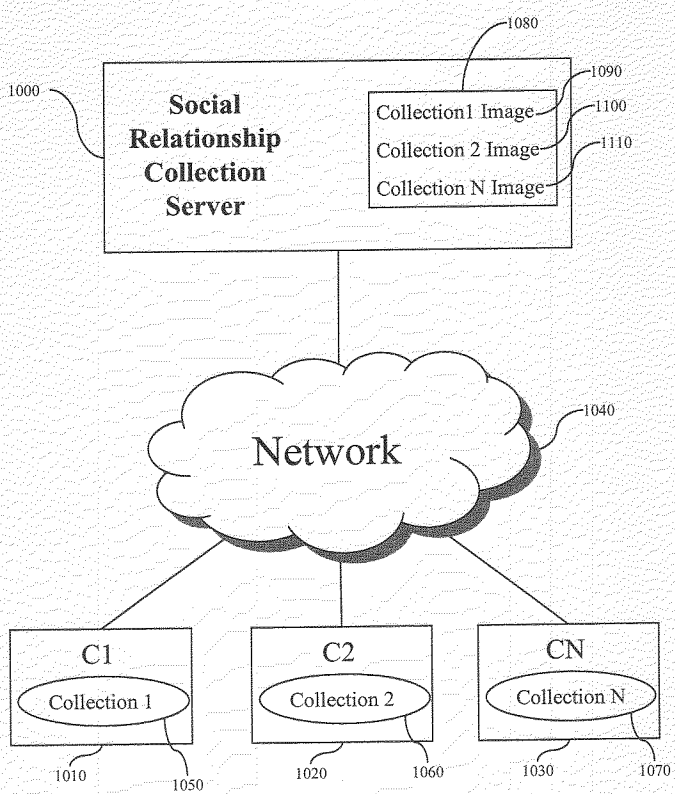 1080
1000
Social
Relationship
Collection
Server
Collection1 Image
1090
Collection 2 Image
1100
Collection N Image
1110
Network
1040
C1
Collection 1
C2
Collection 2
CN
Collection N
1010
1050
1020
1060
1030
1070